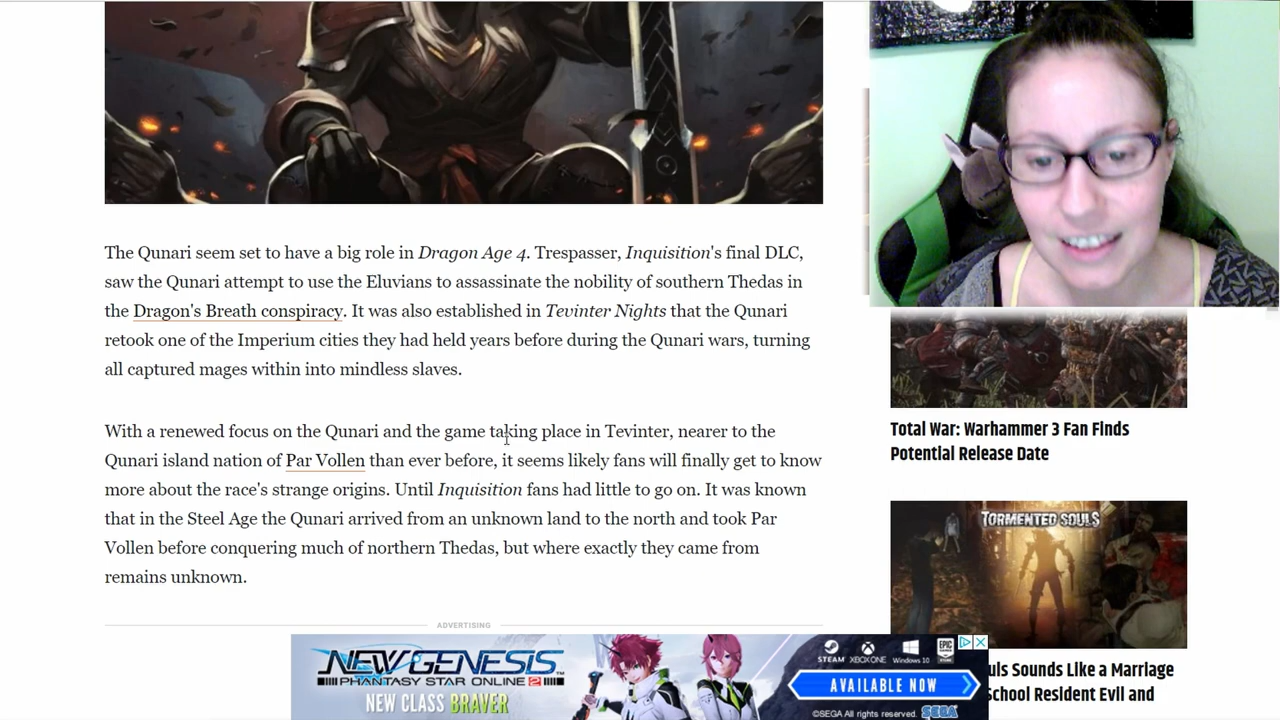 The Qunari seem set to have a big role in Dragon Age 4. Trespasser, Inquisition's final DLC,
saw the Qunari attempt to use the Eluvians to assassinate the nobility of southern Thedas in
the Dragon's Breath conspiracy. It was also established in Tevinter Nights that the Qunari
retook one of the Imperium cities they had held years before during the Qunari wars, turning
all captured mages within into mindless slaves.
With a renewed focus on the Qunari and the game taking place in Tevinter, nearer to the
Qunari island nation of Par Vollen than ever before, it seems likely fans will finally get to know
more about the race's strange origins. Until Inquisition fans had little to go on. It was known
that in the Steel Age the Qunari arrived from an unknown land to the north and took Par
Vollen before conquering much of northern Thedas, but where exactly they came from
remains unknown.
ADVERTISING
Total War: Warhammer 3 Fan Finds
Potential Release Date
TORMENTED SOULS
uls Sounds Like a Marriage
School Resident Evil and
NEW GENESIS
PHANTASY STAR ONLINE 2
NEW CLASS BRAVER
STEAM XBOX ONE Windows 10 EPIC GAMES
AVAILABLE NOW
©SEGA All rights reserved. SEGA